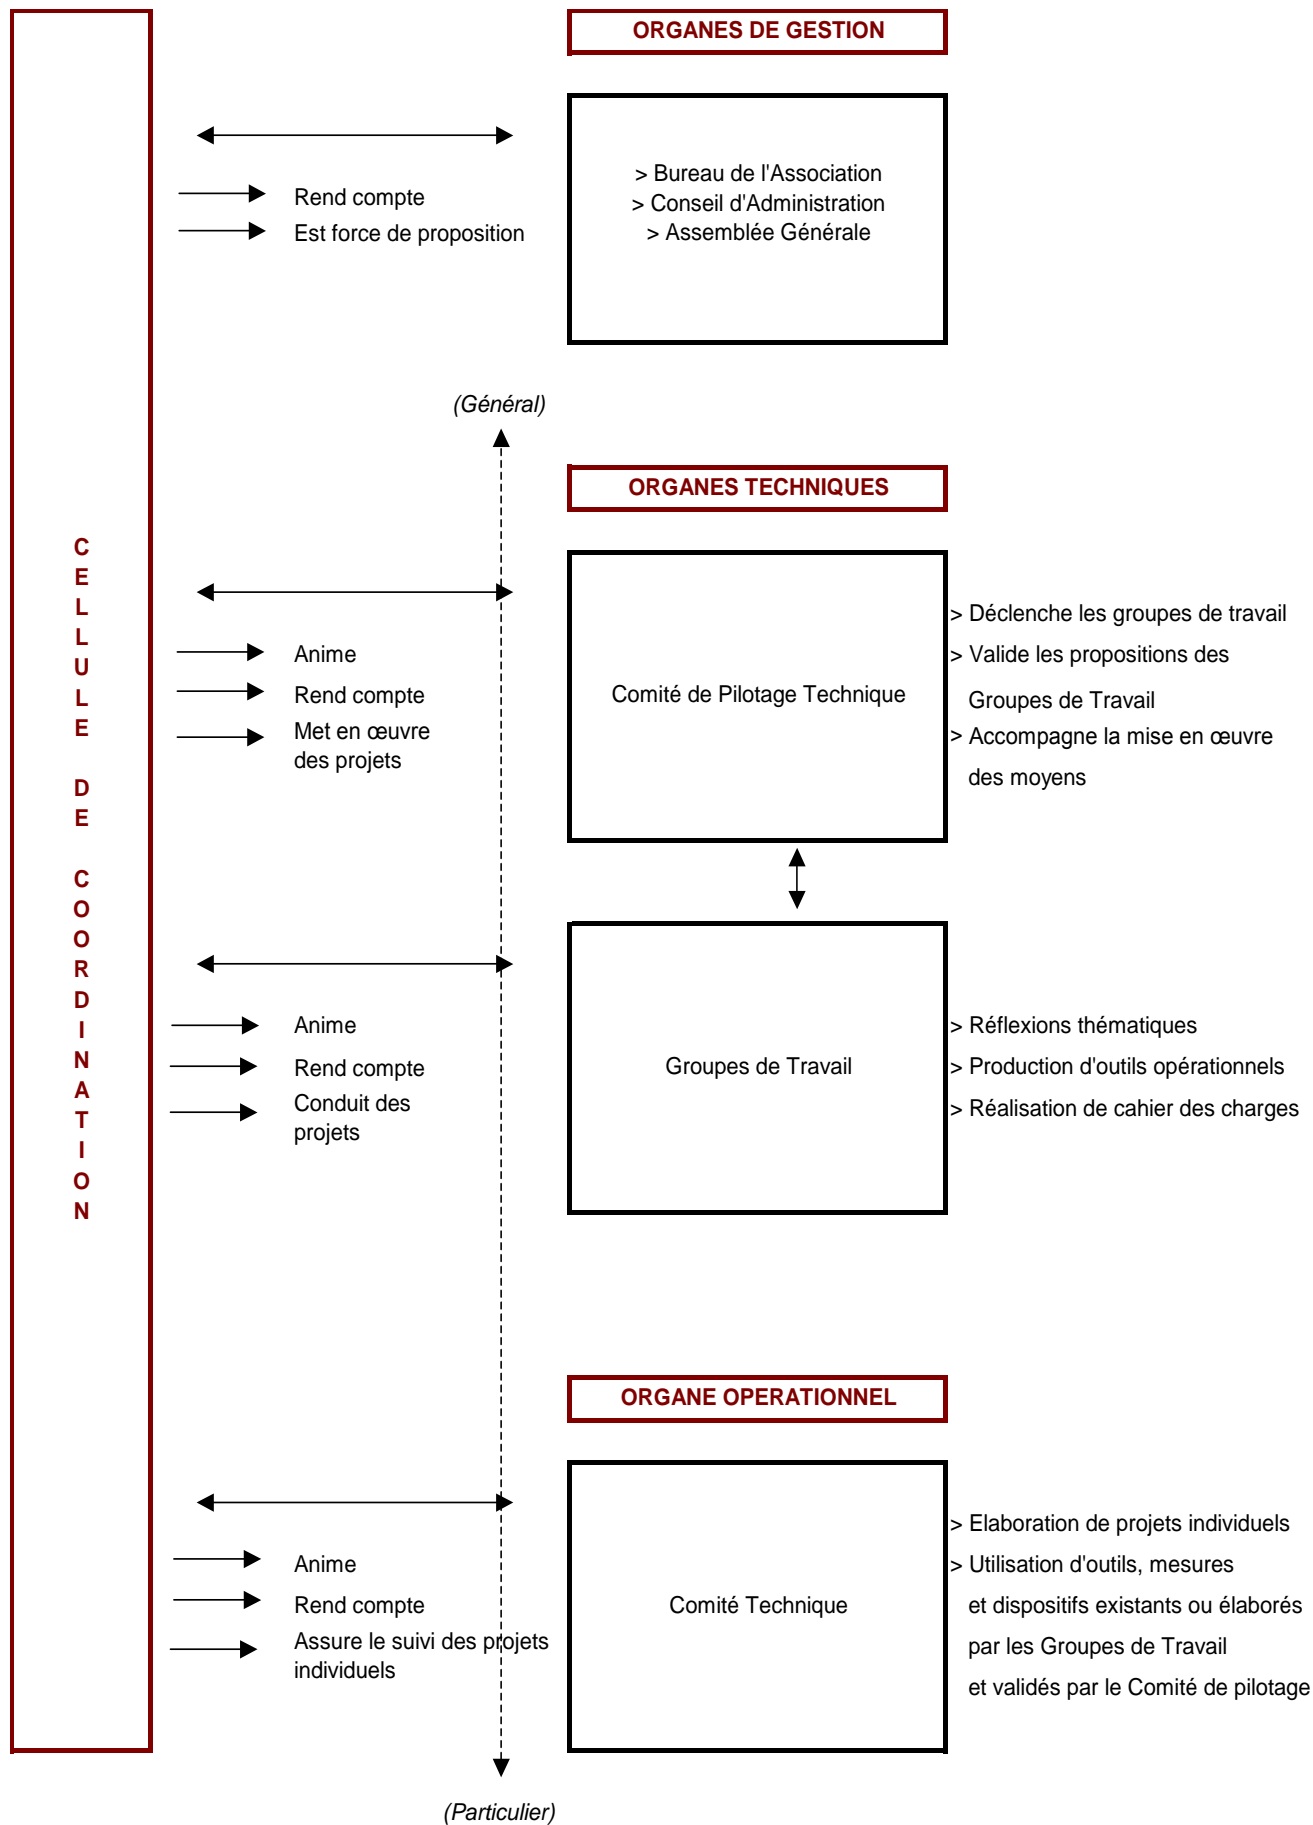 ORGANES DE GESTION
> Bureau de l'Association
> Conseil d'Administration
> Assemblée Générale
Rend compte
Est force de proposition
(Général)
ORGANES TECHNIQUES
CELLULE DE COORDINATION
Anime
Rend compte
Met en œuvre
des projets
Comité de Pilotage Technique
> Déclenche les groupes de travail
> Valide les propositions des
Groupes de Travail
> Accompagne la mise en œuvre
des moyens
Anime
Rend compte
Conduit des
projets
Groupes de Travail
> Réflexions thématiques
> Production d'outils opérationnels
> Réalisation de cahier des charges
ORGANE OPERATIONNEL
Anime
Rend compte
Assure le suivi des projets
individuels
Comité Technique
> Elaboration de projets individuels
> Utilisation d'outils, mesures
et dispositifs existants ou élaborés
par les Groupes de Travail
et validés par le Comité de pilotage
(Particulier)